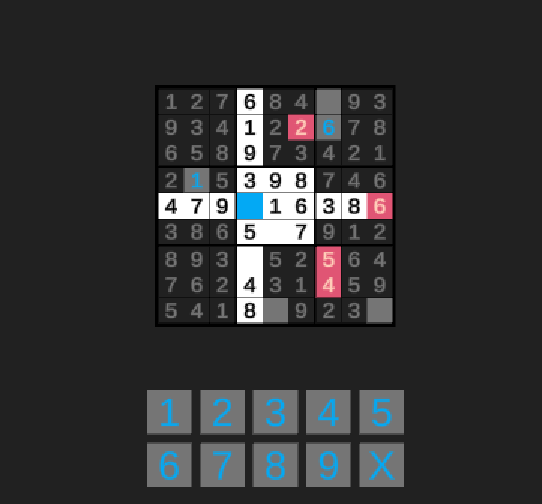 1 2 7 6 8 4 9 3
9 3 4 1 2 2 6 7 8
6 5 8 9 7 3 4 2 1
2 1 5 3 9 8 7 4 6
4 7 9 1 6 3 8 6
3 8 6 5 7 9 1 2
8 9 3 5 2 5 6 4
7 6 2 4 3 1 4 5 9
5 4 1 8 9 2 3
1 2 3 4 5
6 7 8 9 X